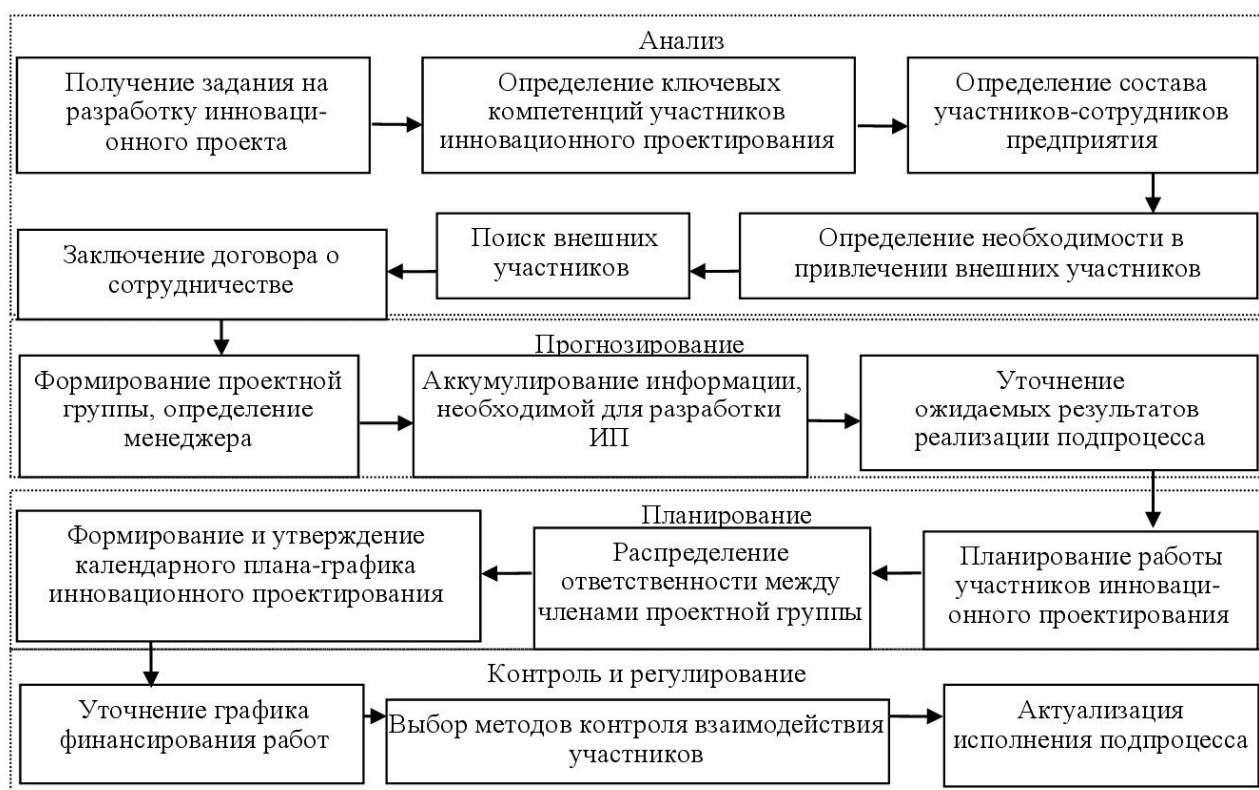 Анализ
Получение задания на
разработку инноваци-
онного проекта
Определение ключевых
компетенций участников
инновационного проектирования
Определение состава
участников-сотрудников
предприятия
Определение необходимости в
привлечении внешних участников
Поиск внешних
участников
Заключение договора о
сотрудничестве
Прогнозирование
Формирование проектной
группы, определение
менеджера
Аккумулирование информации,
необходимой для разработки
ИП
Уточнение
ожидаемых результатов
реализации подпроцесса
Планирование
Планирование работы
участников инноваци-
онного проектирования
Распределение
ответственности между
членами проектной группы
Формирование и утверждение
календарного плана-графика
инновационного проектирования
Контроль и регулирование
Уточнение графика
финансирования работ
Выбор методов контроля взаимодействия
участников
Актуализация
исполнения подпроцесса